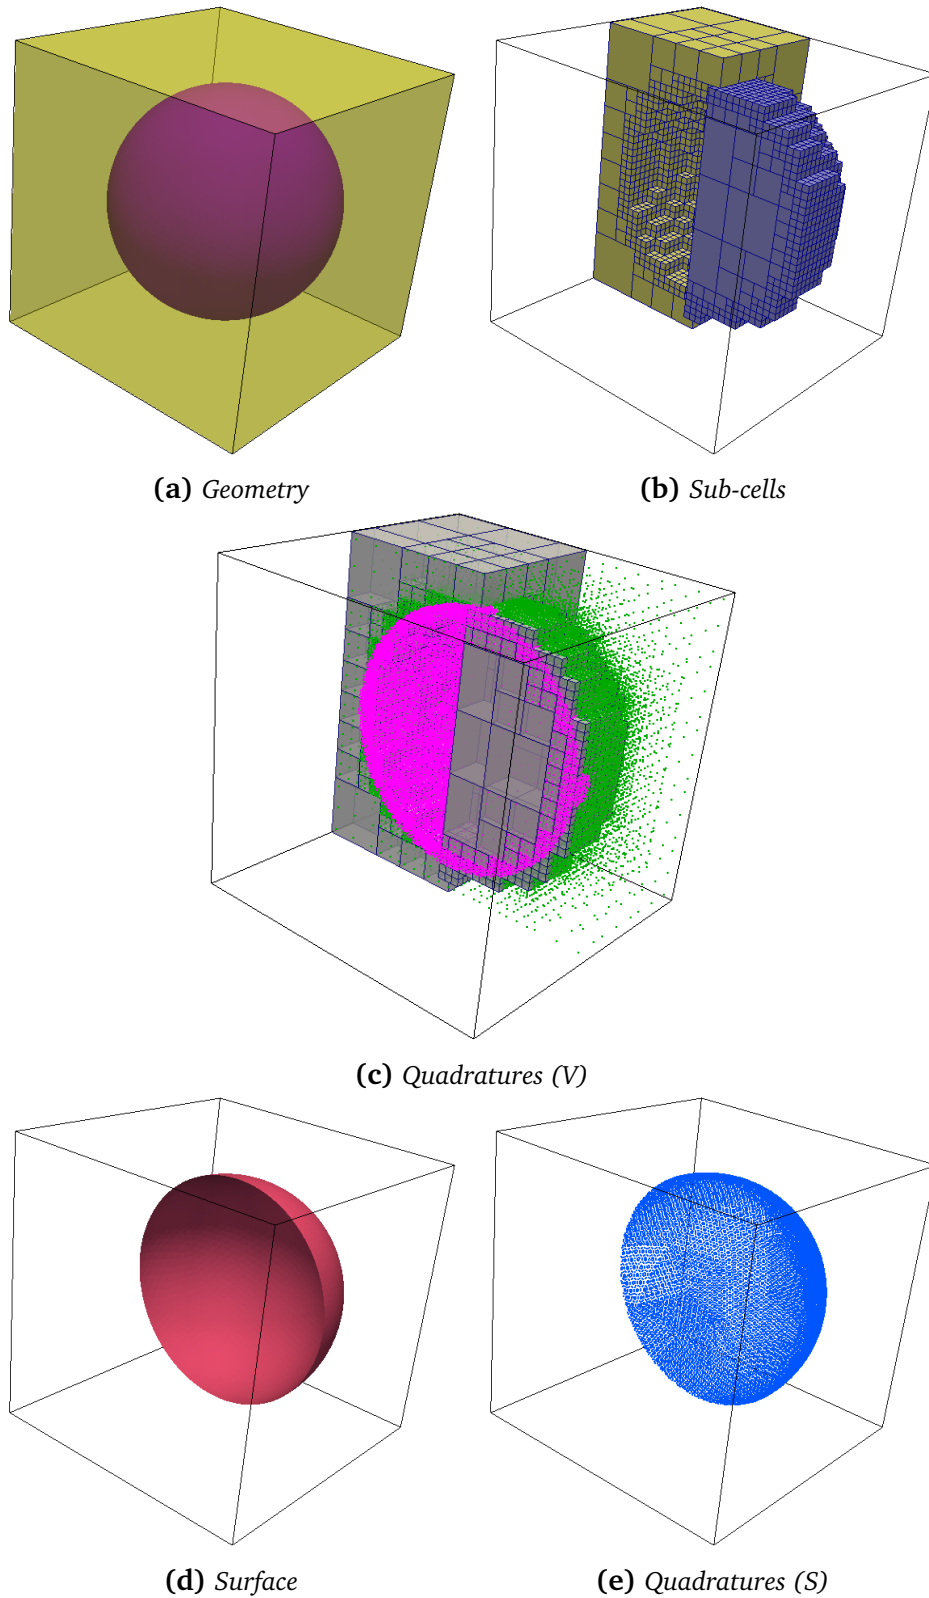 (a) Geometry
(b) Sub-cells
(c) Quadratures (V)
(d) Surface
(e) Quadratures (S)